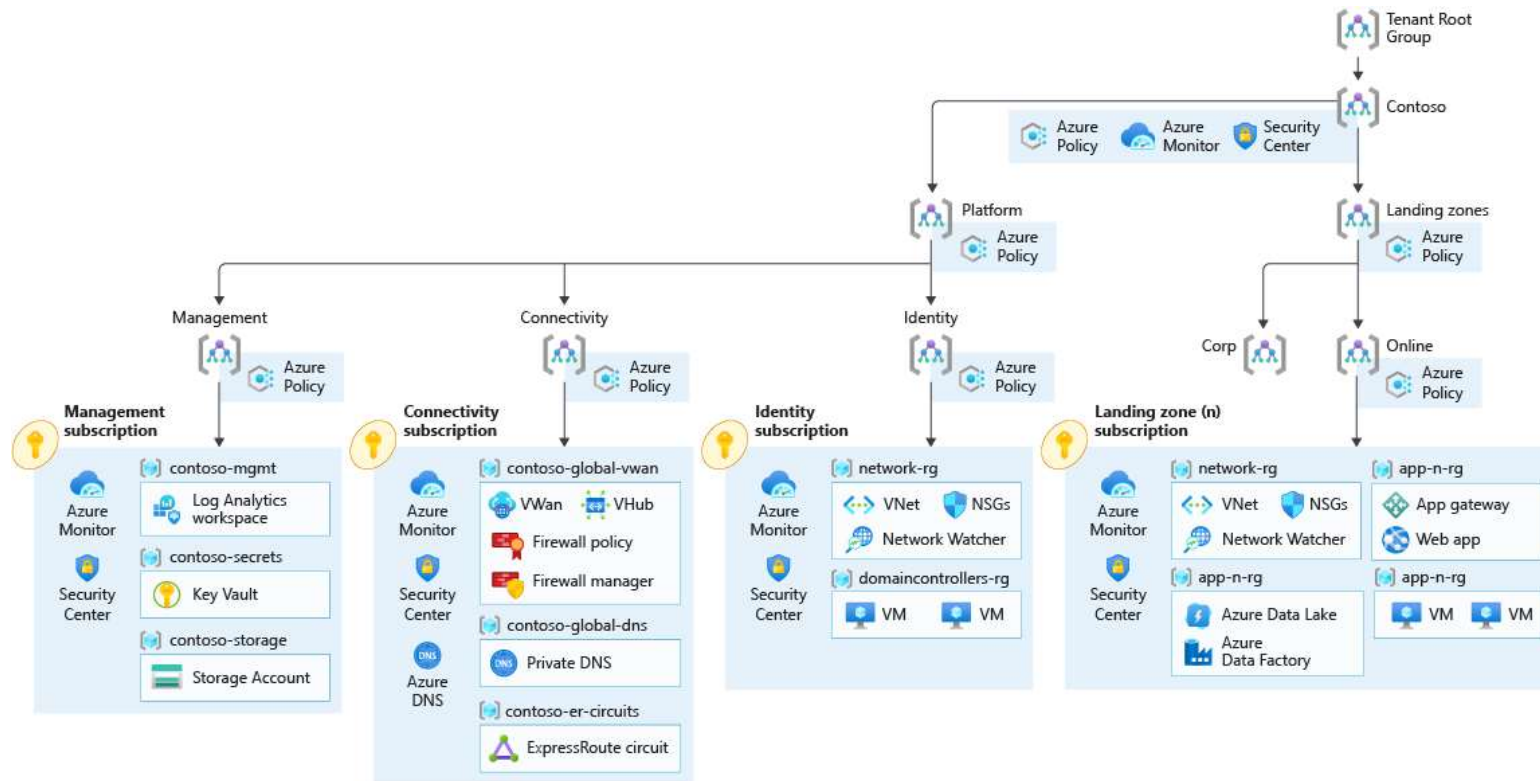 Tenant Root
Group
Contoso
Azure
Policy
Azure
Monitor
Security
Center
Platform
Azure
Policy
Landing zones
Azure
Policy
Management
Azure
Policy
Connectivity
Azure
Policy
Identity
Azure
Policy
Corp
Online
Azure
Policy
Management
subscription
Azure
Monitor
Security
Center
contoso-mgmt
Log Analytics
workspace
contoso-secrets
Key Vault
contoso-storage
Storage Account
Connectivity
subscription
Azure
Monitor
Security
Center
DNS
Azure
DNS
contoso-global-vwan
VWan
VHub
Firewall policy
Firewall manager
contoso-global-dns
DNS
Private DNS
contoso-er-circuits
ExpressRoute circuit
Identity
subscription
Azure
Monitor
Security
Center
network-rg
VNet
NSGs
Network Watcher
domaincontrollers-rg
VM
VM
Landing zone (n)
subscription
Azure
Monitor
Security
Center
network-rg
VNet
NSGs
Network Watcher
app-n-rg
App gateway
Web app
app-n-rg
Azure Data Lake
Azure
Data Factory
app-n-rg
VM
VM